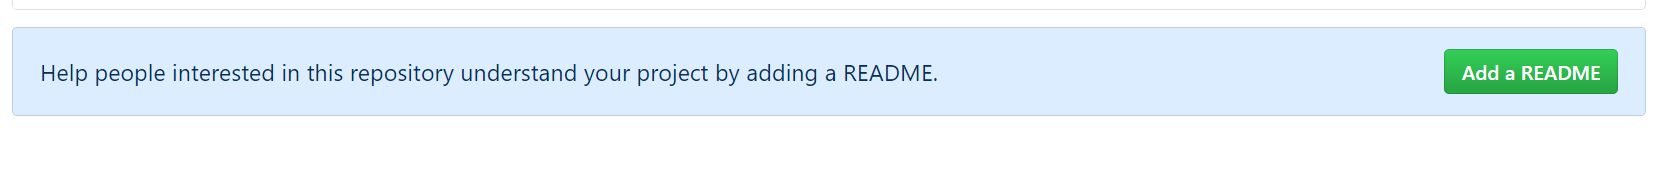 Help people interested in this repository understand your project by adding a README.
Add a README